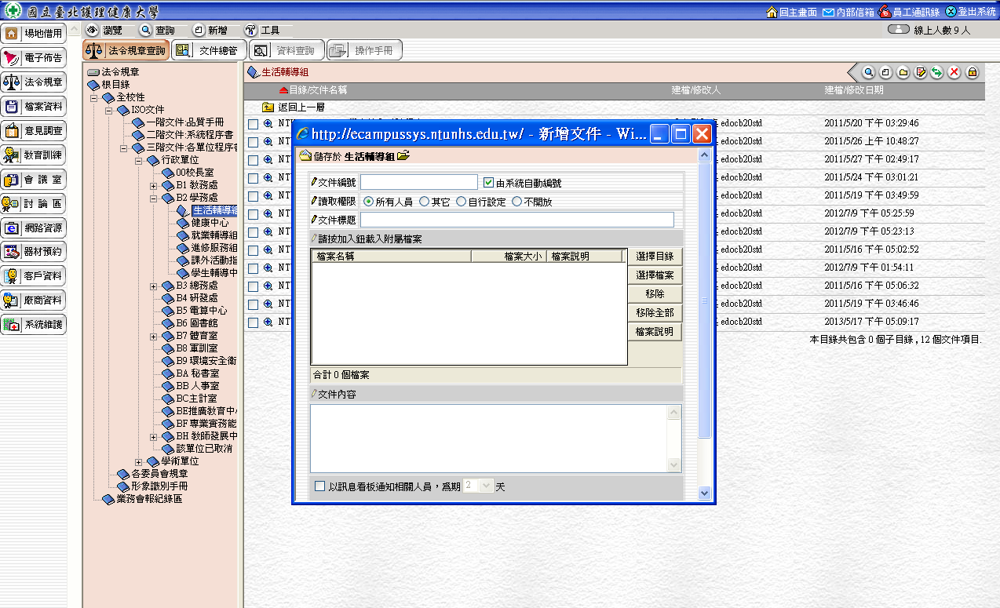 國立臺北護理健康大學
回主畫面 內部信箱 員工通訊錄 登出系統
瀏覽 查詢 新增 工具
線上人數 9 人
法令規章查詢 文件總管 資料查詢 操作手冊
場地借用
電子佈告
法令規章
檔案資料
意見調查
教育訓練
會議室
討論區
網路資源
器材預約
客戶資料
廠商資料
系統維護
法令規章
根目錄
全校性
ISO文件
一階文件:品質手冊
二階文件:系統程序書
三階文件:各單位程序書
行政單位
00校長室
B1 教務處
B2 學務處
生活輔導組
健康中心
就業輔導組
進修服務組
課外活動指
學生輔導中
B3 總務處
B4 研發處
B5 電算中心
B6 圖書館
B7 體育室
B8 軍訓室
B9 環境安全衛
BA 秘書室
BB 人事室
BC主計室
BE推廣教育中
BF 專業實務能
BH 教師發展中
該單位已取消
學術單位
各委員會規章
形象識別手冊
業務會報紀錄區
生活輔導組
目錄/文件名稱 建檔/修改人 建檔/修改日期
返回上一層
NT 2011/5/20 下午 02:29:46
NT edocb20std 2011/5/26 上午 10:48:27
NT edocb20std 2011/5/27 下午 02:49:17
NT edocb20std 2011/5/24 下午 03:01:21
NT edocb20std 2011/5/19 下午 03:49:59
NT edocb20std 2012/7/9 下午 05:25:59
NT edocb20std 2012/7/9 下午 05:23:13
NT edocb20std 2011/5/16 下午 05:02:52
NT edocb20std 2012/7/9 下午 01:54:11
NT edocb20std 2011/5/16 下午 05:06:32
NT edocb20std 2011/5/19 下午 03:46:46
NT edocb20std 2013/5/17 下午 05:09:17
本目錄共包含 0 個子目錄 , 12 個文件項目.
http://ecampussys.ntunhs.edu.tw/ - 新增文件 - Wi...
儲存於 生活輔導組
文件編號 由系統自動編號
讀取權限 所有人員 其它 自行設定 不開放
文件標題
請按加入鈕載入附屬檔案
檔案名稱 檔案大小 檔案說明
選擇目錄
選擇檔案
移除
移除全部
檔案說明
合計 0 個檔案
文件內容
以訊息看板通知相關人員，為期 2 天